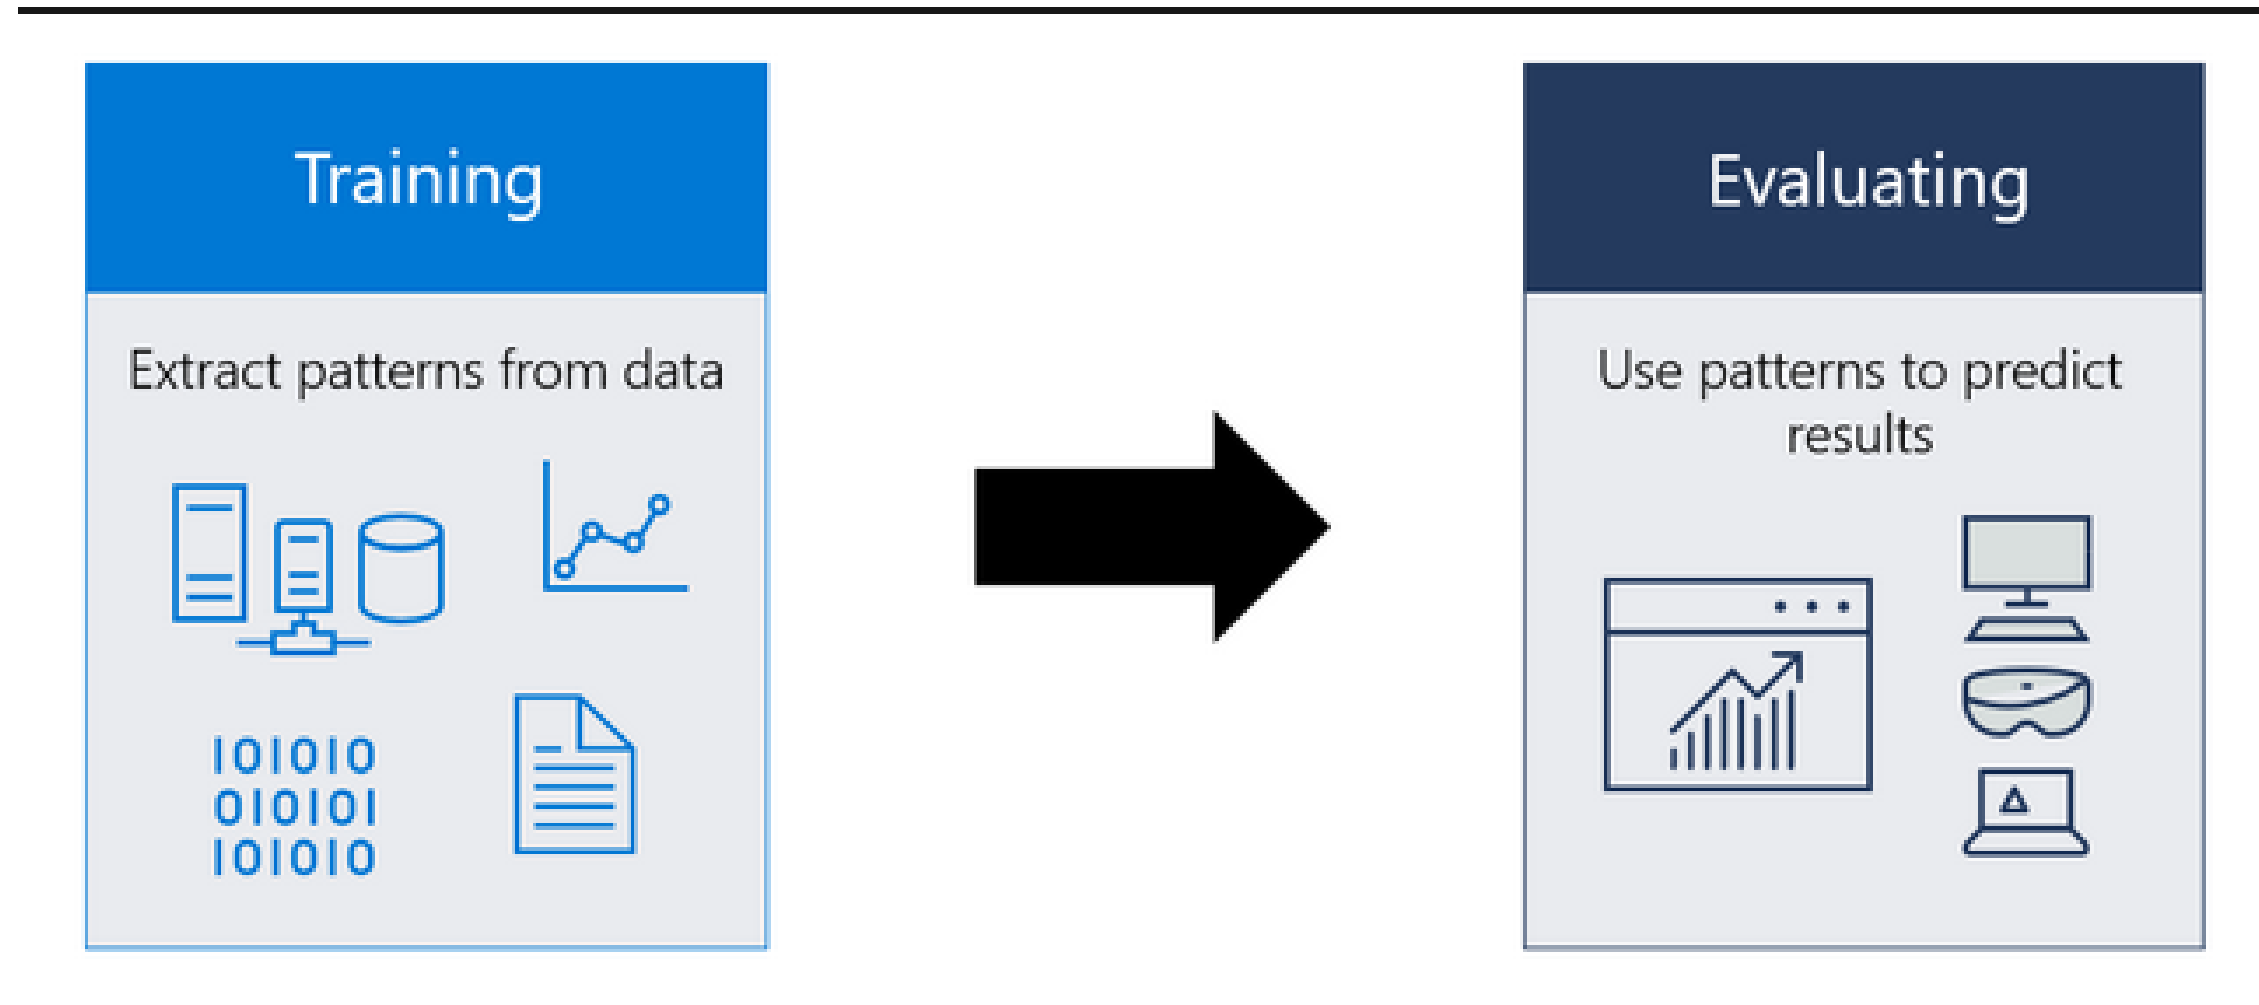 Training
Extract patterns from data
101010
010101
101010
Evaluating
Use patterns to predict
results